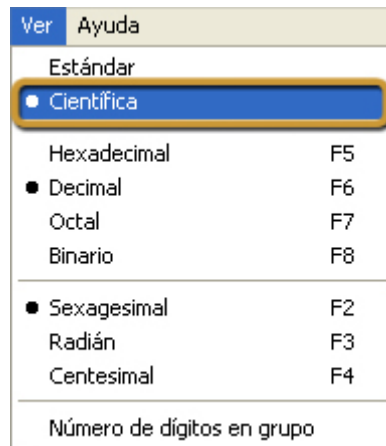 Ver Ayuda
Estándar
Científica
Hexadecimal F5
Decimal F6
Octal F7
Binario F8
Sexagesimal F2
Radián F3
Centesimal F4
Número de dígitos en grupo